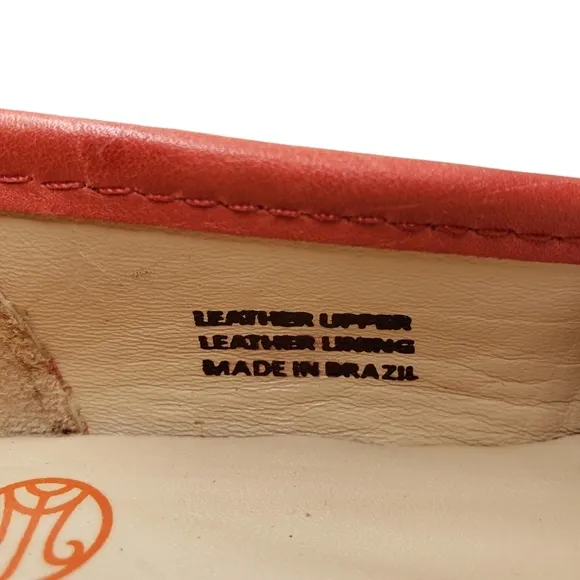 LEATHER UPPER
LEATHER LINING
MADE IN BRAZIL